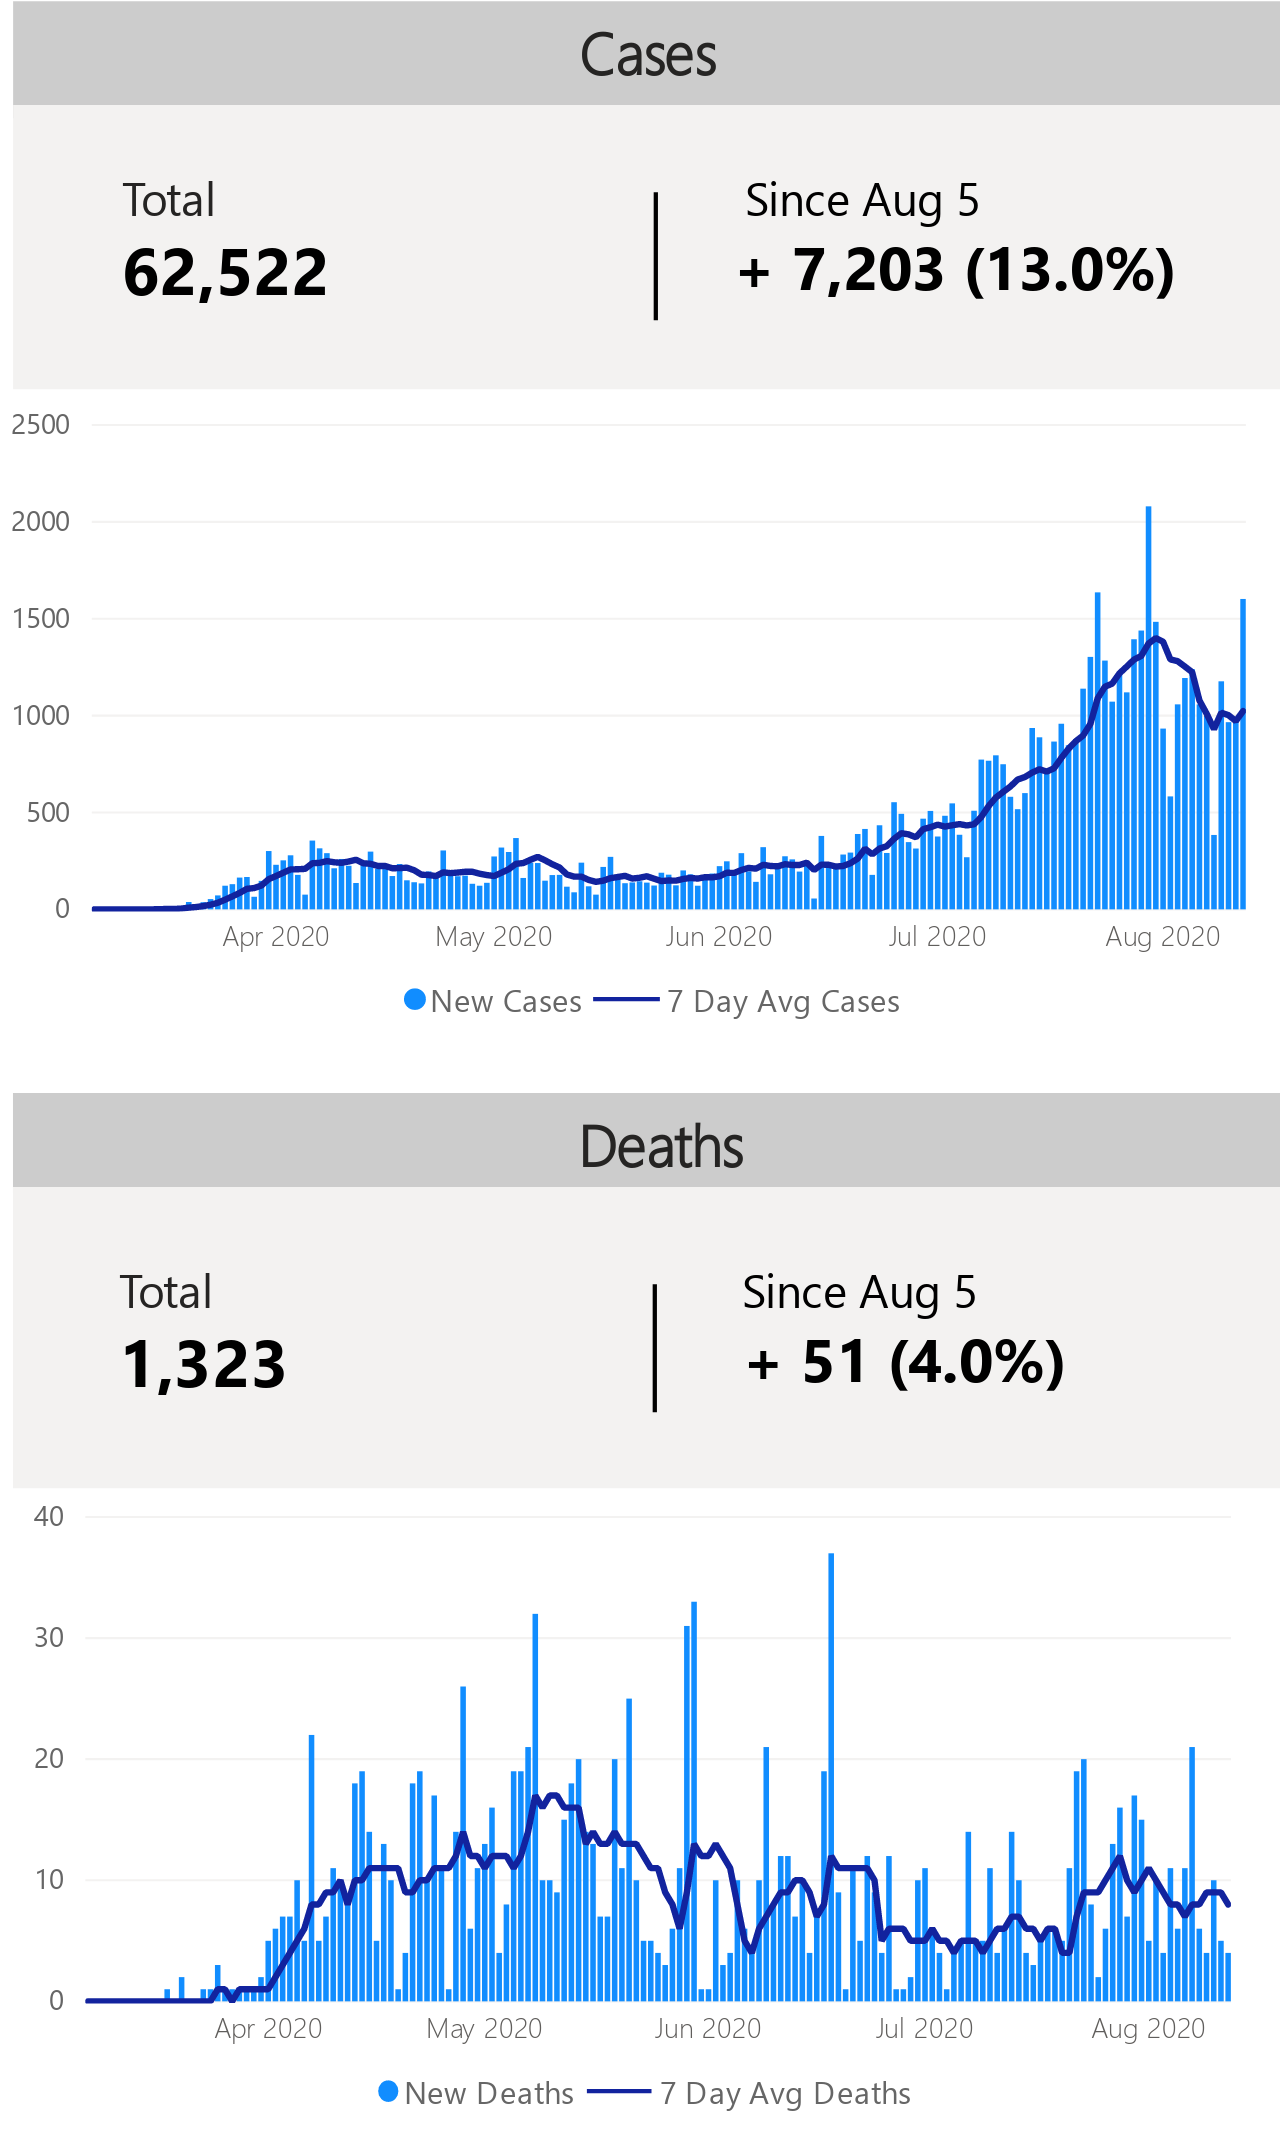 Cases
Total
Since Aug 5
62,522
+ 7,203 (13.0%)
2500
2000
1500
1000
500
0
Apr 2020 May 2020 Jun 2020 Jul 2020 Aug 2020
New Cases 7 Day Avg Cases
Deaths
Total
Since Aug 5
1,323
+ 51 (4.0%)
40
30
20
10
0
Apr 2020 May 2020 Jun 2020 Jul 2020 Aug 2020
New Deaths 7 Day Avg Deaths